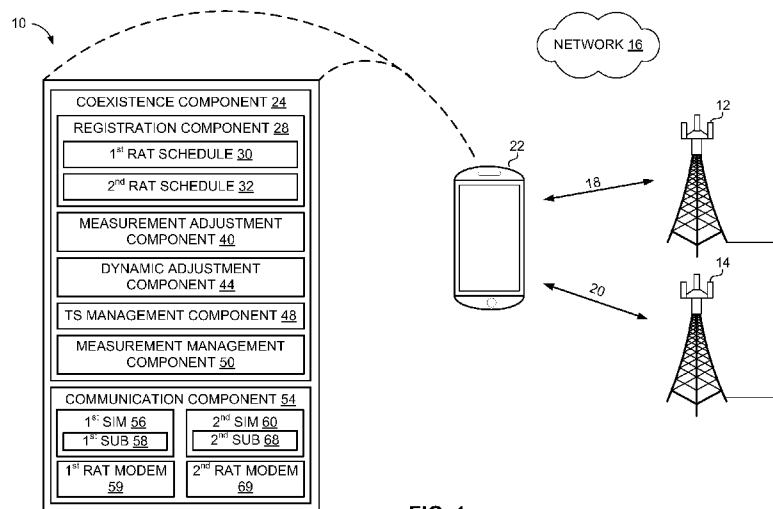 10
NETWORK 16
COEXISTENCE COMPONENT 24
REGISTRATION COMPONENT 28
1st RAT SCHEDULE 30
2nd RAT SCHEDULE 32
MEASUREMENT ADJUSTMENT
COMPONENT 40
DYNAMIC ADJUSTMENT
COMPONENT 44
TS MANAGEMENT COMPONENT 48
MEASUREMENT MANAGEMENT
COMPONENT 50
COMMUNICATION COMPONENT 54
1st SIM 56
1st SUB 58
2nd SIM 60
2nd SUB 68
1st RAT MODEM
59
2nd RAT MODEM
69
22
18
12
20
14
FIG. 1